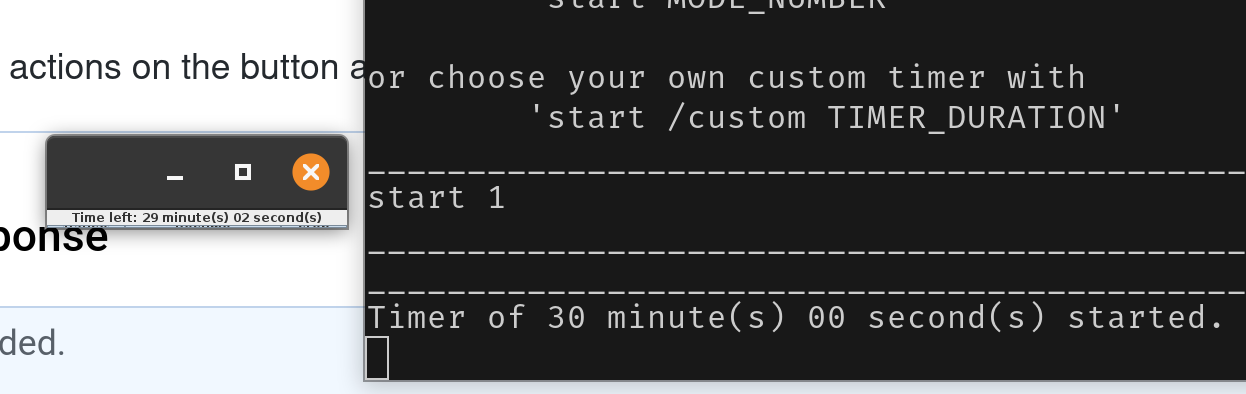 start MODE_NUMBER
actions on the button a
or choose your own custom timer with
'start /custom TIMER_DURATION'
start 1
Time left: 29 minute(s) 02 second(s)
ponse
Timer of 30 minute(s) 00 second(s) started.
ded.